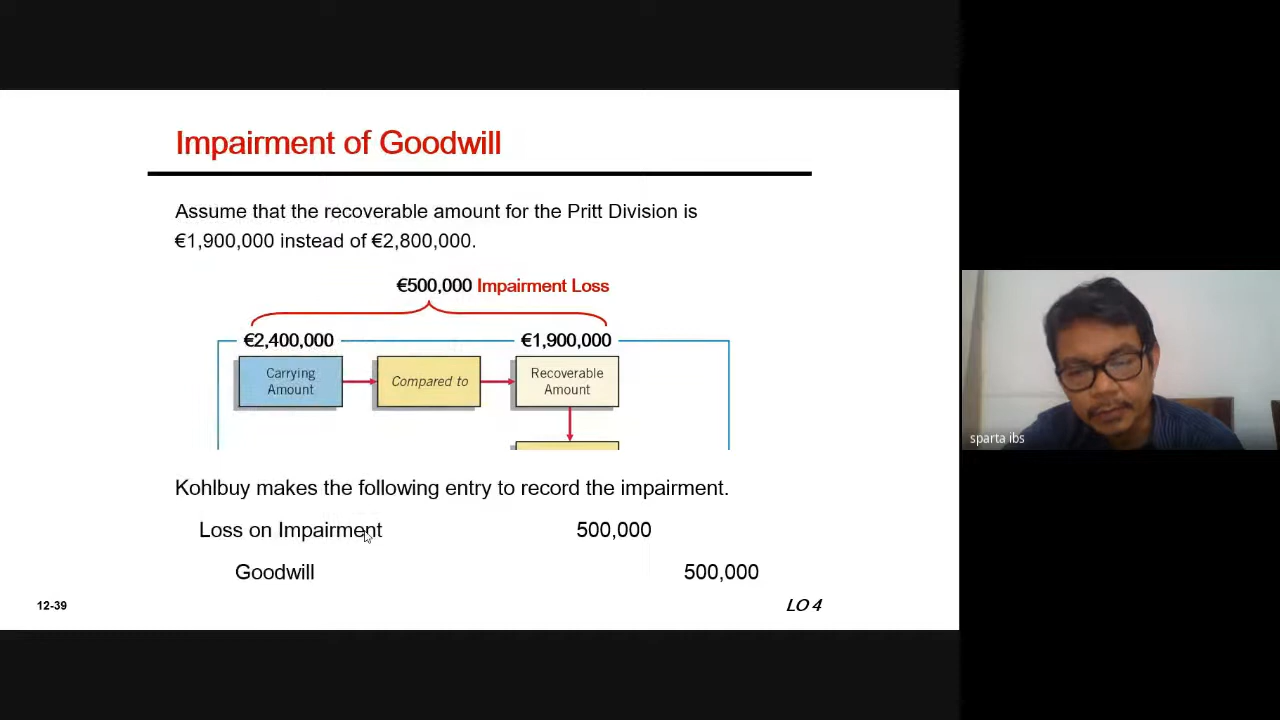 Impairment of Goodwill
Assume that the recoverable amount for the Pritt Division is
€1,900,000 instead of €2,800,000.
€500,000 Impairment Loss
€2,400,000
€1,900,000
Carrying
Amount
Compared to
Recoverable
Amount
Kohlbuy makes the following entry to record the impairment.
Loss on Impairment 500,000
Goodwill 500,000
12-39
LO 4
sparta ibs